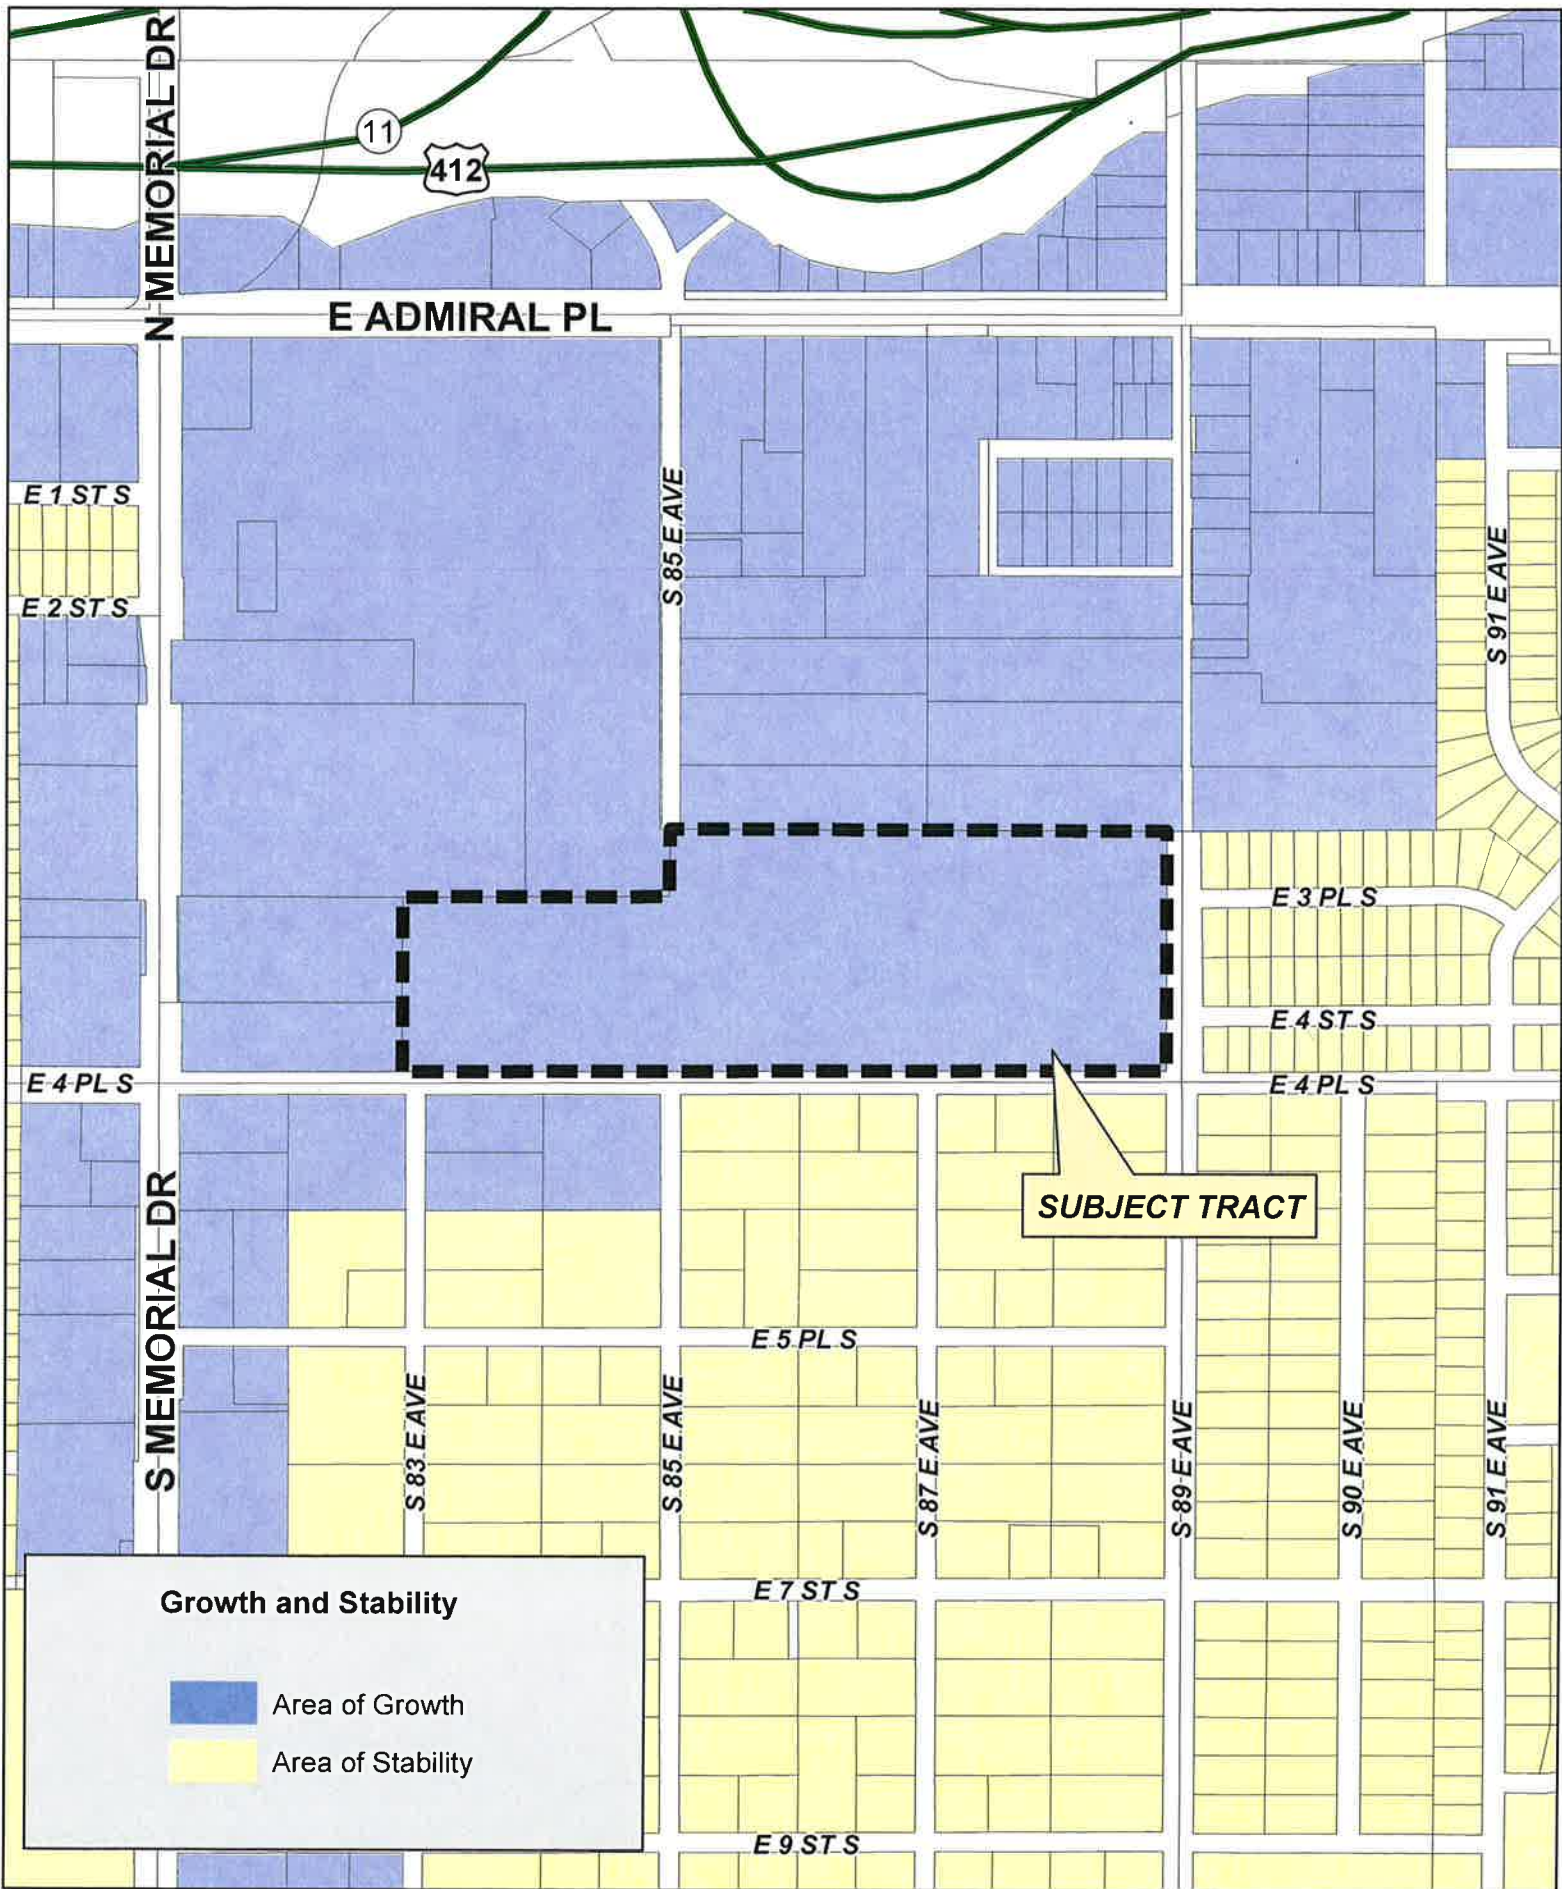 N MEMORIAL DR
11
412
E ADMIRAL PL
E 1 ST S
S 85 E AVE
S 91 E AVE
E 2 ST S
E 3 PL S
E 4 ST S
E 4 PL S
E 4 PL S
SUBJECT TRACT
S MEMORIAL DR
E 5 PL S
S 83 E AVE
S 85 E AVE
S 87 E AVE
S 89 E AVE
S 90 E AVE
S 91 E AVE
E 7 ST S
Growth and Stability
Area of Growth
Area of Stability
E 9 ST S